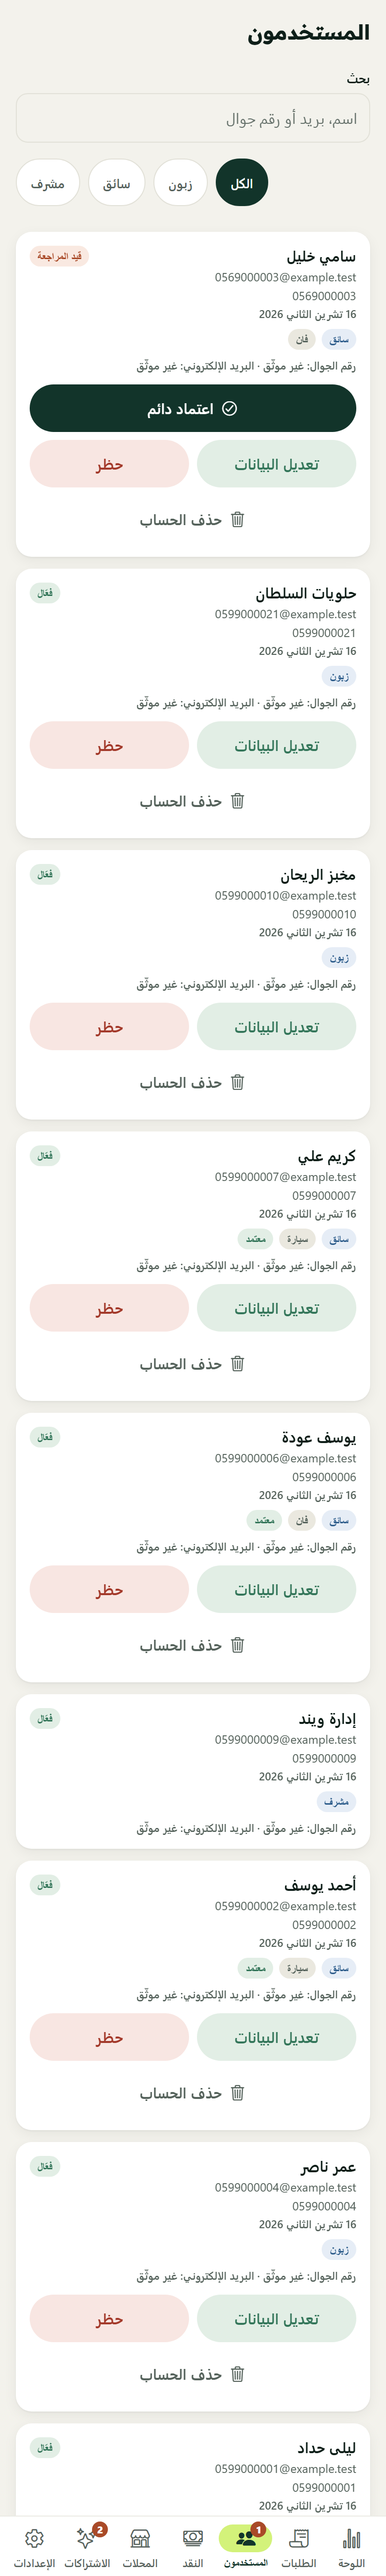 المستخدمون
بحث
اسم، بريد أو رقم جوال
الكل
زبون
سائق
مشرف
سامي خليل
قيد المراجعة
0569000003@example.test
0569000003
16 تشرين الثاني 2026
سائق
فان
رقم الجوال: غير موثّق · البريد الإلكتروني: غير موثّق
اعتماد دائم
تعديل البيانات
حظر
حذف الحساب
حلويات السلطان
فعّال
0599000021@example.test
0599000021
16 تشرين الثاني 2026
زبون
رقم الجوال: غير موثّق · البريد الإلكتروني: غير موثّق
تعديل البيانات
حظر
حذف الحساب
مخبز الريحان
فعّال
0599000010@example.test
0599000010
16 تشرين الثاني 2026
زبون
رقم الجوال: غير موثّق · البريد الإلكتروني: غير موثّق
تعديل البيانات
حظر
حذف الحساب
كريم علي
فعّال
0599000007@example.test
0599000007
16 تشرين الثاني 2026
سائق
سيارة
معتمد
رقم الجوال: غير موثّق · البريد الإلكتروني: غير موثّق
تعديل البيانات
حظر
حذف الحساب
يوسف عودة
فعّال
0599000006@example.test
0599000006
16 تشرين الثاني 2026
سائق
فان
معتمد
رقم الجوال: غير موثّق · البريد الإلكتروني: غير موثّق
تعديل البيانات
حظر
حذف الحساب
إدارة ويند
فعّال
0599000009@example.test
0599000009
16 تشرين الثاني 2026
مشرف
رقم الجوال: غير موثّق · البريد الإلكتروني: غير موثّق
أحمد يوسف
فعّال
0599000002@example.test
0599000002
16 تشرين الثاني 2026
سائق
سيارة
معتمد
رقم الجوال: غير موثّق · البريد الإلكتروني: غير موثّق
تعديل البيانات
حظر
حذف الحساب
عمر ناصر
فعّال
0599000004@example.test
0599000004
16 تشرين الثاني 2026
زبون
رقم الجوال: غير موثّق · البريد الإلكتروني: غير موثّق
تعديل البيانات
حظر
حذف الحساب
ليلى حداد
فعّال
0599000001@example.test
0599000001
16 تشرين الثاني 2026
اللوحة
الطلبات
1
المستخدمون
النقد
المحلات
2
الاشتراكات
الإعدادات